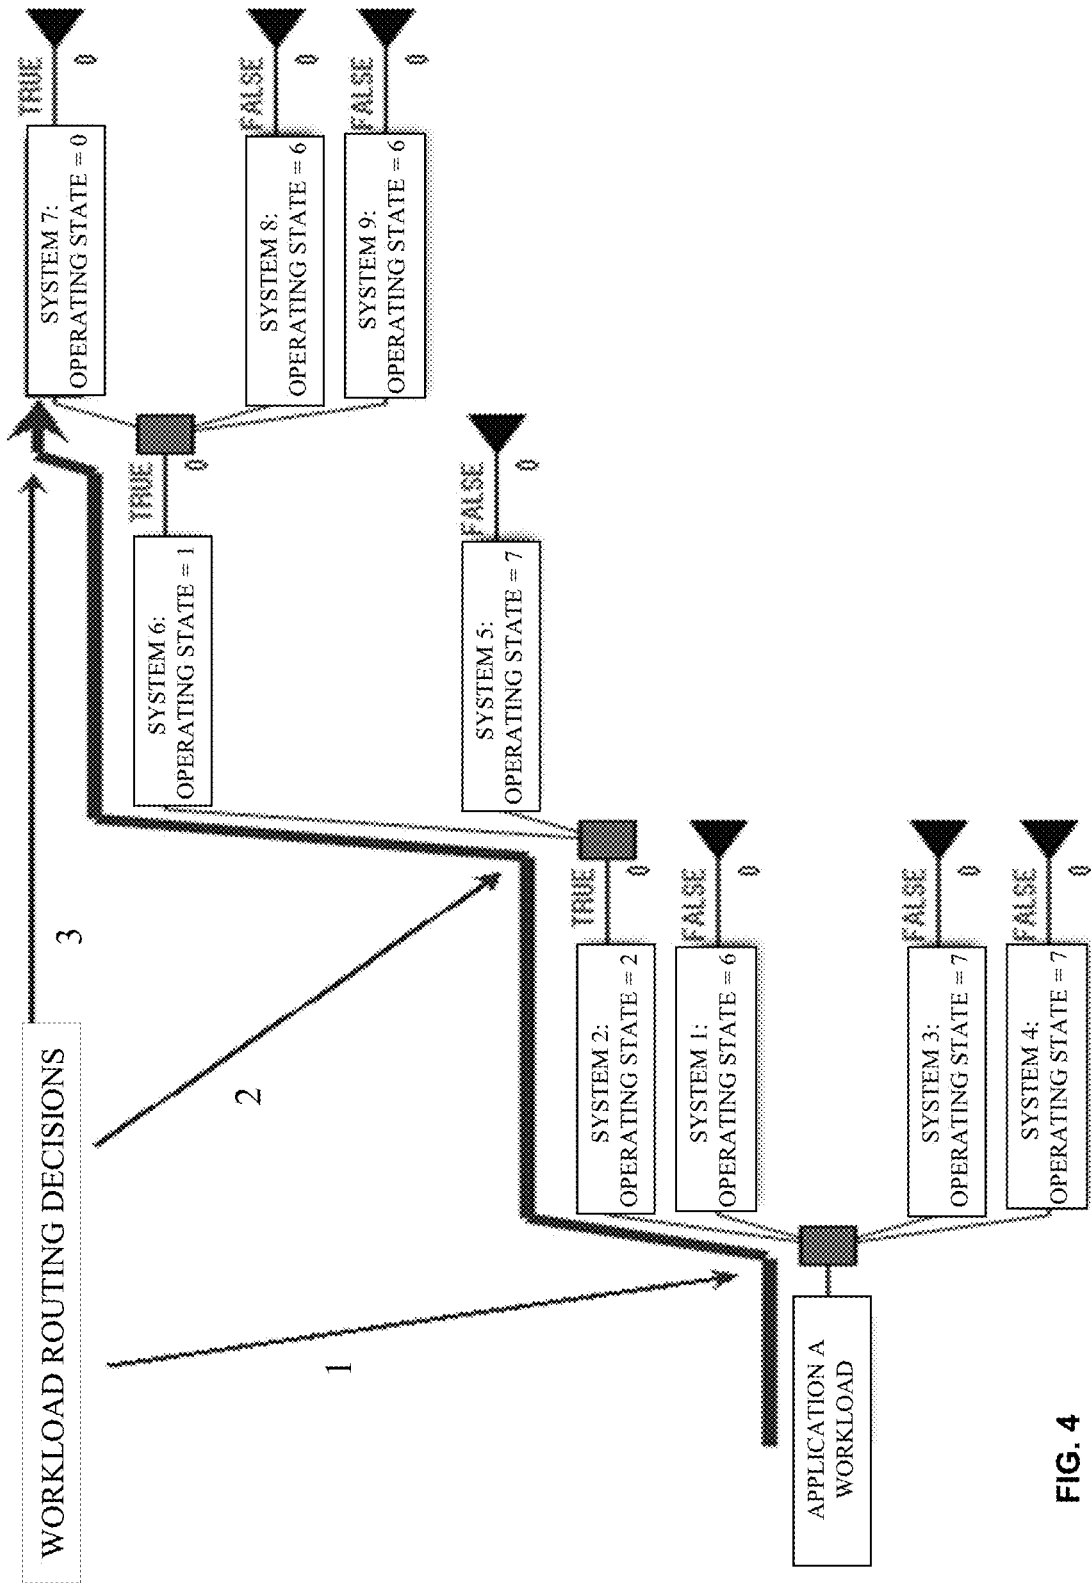 WORKLOAD ROUTING DECISIONS
1
2
3
APPLICATION A
WORKLOAD
SYSTEM 2:
OPERATING STATE = 2
TRUE
0
SYSTEM 1:
OPERATING STATE = 6
FALSE
0
SYSTEM 3:
OPERATING STATE = 7
FALSE
0
SYSTEM 4:
OPERATING STATE = 7
FALSE
0
SYSTEM 6:
OPERATING STATE = 1
TRUE
0
SYSTEM 5:
OPERATING STATE = 7
FALSE
0
SYSTEM 7:
OPERATING STATE = 0
TRUE
0
SYSTEM 8:
OPERATING STATE = 6
FALSE
0
SYSTEM 9:
OPERATING STATE = 6
FALSE
0
FIG. 4